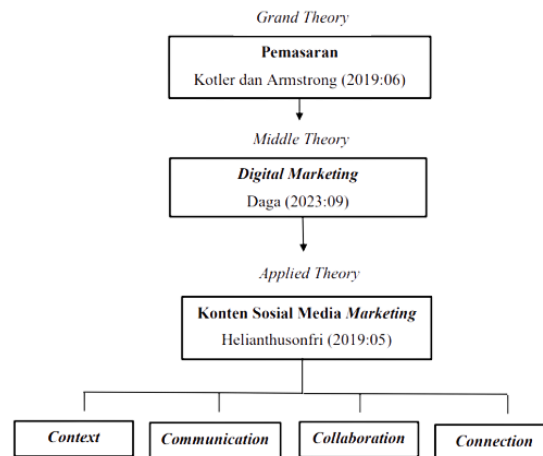 Grand Theory
Pemasaran
Kotler dan Armstrong (2019:06)
Middle Theory
Digital Marketing
Daga (2023:09)
Applied Theory
Konten Sosial Media Marketing
Helianthusonfri (2019:05)
Context
Communication
Collaboration
Connection